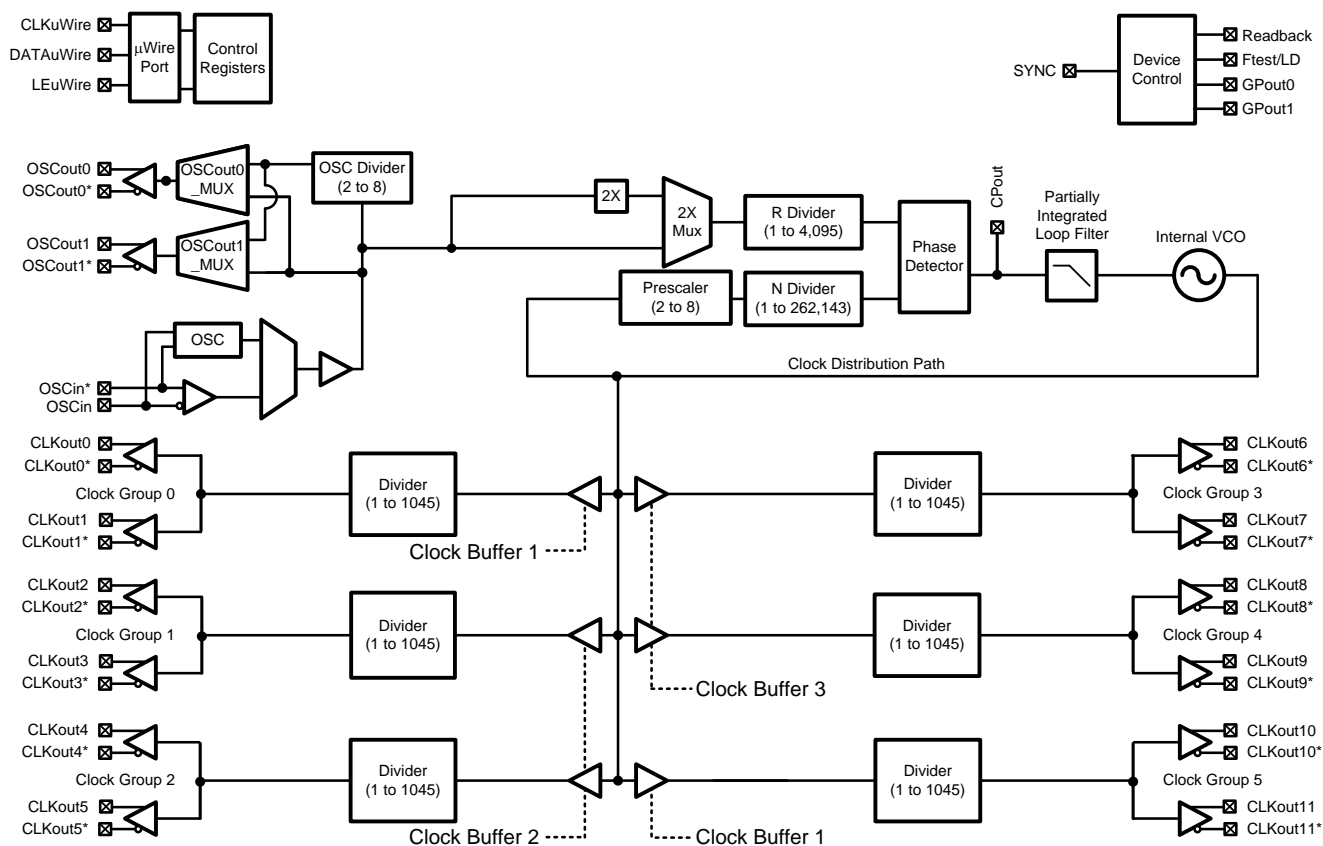 CLKuWire
DATAuWire
LEuWire
µWire
Port
Control
Registers
SYNC
Device
Control
Readback
Ftest/LD
GPout0
GPout1
OSCout0
OSCout0*
OSCout0
_MUX
OSC Divider
(2 to 8)
OSCout1
OSCout1*
OSCout1
_MUX
2X
2X
Mux
R Divider
(1 to 4,095)
Phase
Detector
CPout
Partially
Integrated
Loop Filter
Internal VCO
Prescaler
(2 to 8)
N Divider
(1 to 262,143)
OSC
OSCin*
OSCin
Clock Distribution Path
CLKout0
CLKout0*
Clock Group 0
CLKout1
CLKout1*
Divider
(1 to 1045)
Clock Buffer 1
Divider
(1 to 1045)
CLKout6
CLKout6*
Clock Group 3
CLKout7
CLKout7*
CLKout2
CLKout2*
Clock Group 1
CLKout3
CLKout3*
Divider
(1 to 1045)
Clock Buffer 3
Divider
(1 to 1045)
CLKout8
CLKout8*
Clock Group 4
CLKout9
CLKout9*
CLKout4
CLKout4*
Clock Group 2
CLKout5
CLKout5*
Divider
(1 to 1045)
Clock Buffer 2
Clock Buffer 1
Divider
(1 to 1045)
CLKout10
CLKout10*
Clock Group 5
CLKout11
CLKout11*